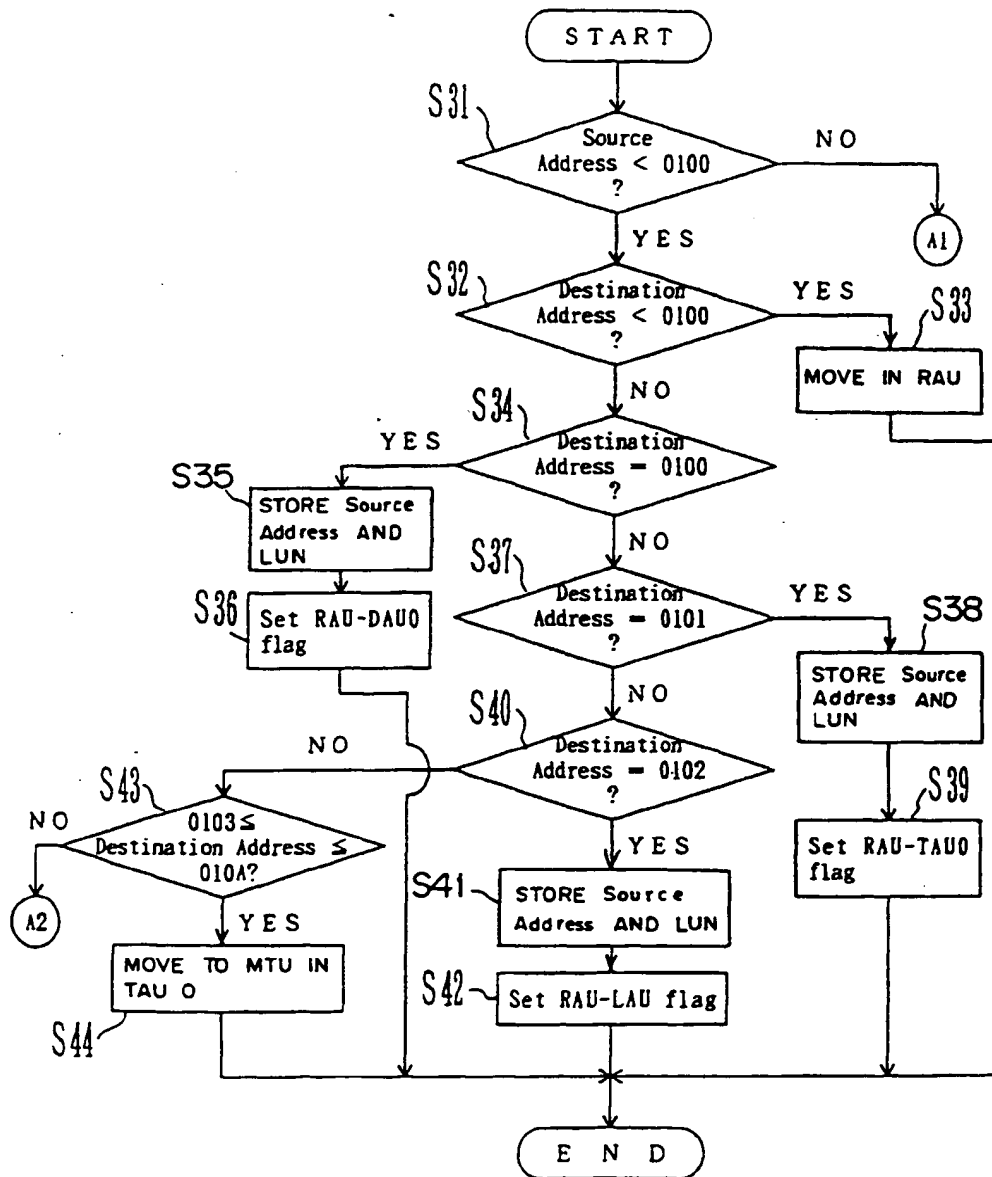 START
S31
Source
Address < 0100
?
NO
A1
YES
S32
Destination
Address < 0100
?
YES
S33
MOVE IN RAU
NO
S34
Destination
Address = 0100
?
YES
S35
STORE Source
Address AND
LUN
S36
Set RAU-DAU0
flag
NO
S37
Destination
Address = 0101
?
YES
S38
STORE Source
Address AND
LUN
S39
Set RAU-TAU0
flag
NO
S40
Destination
Address = 0102
?
NO
S43
0103≤
Destination Address ≤
010A?
NO
A2
YES
MOVE TO MTU IN
TAU 0
S44
YES
S41
STORE Source
Address AND LUN
S42
Set RAU-LAU flag
END